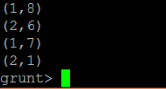 (1,8)
(2,6)
(1,7)
(2,1)
grunt>